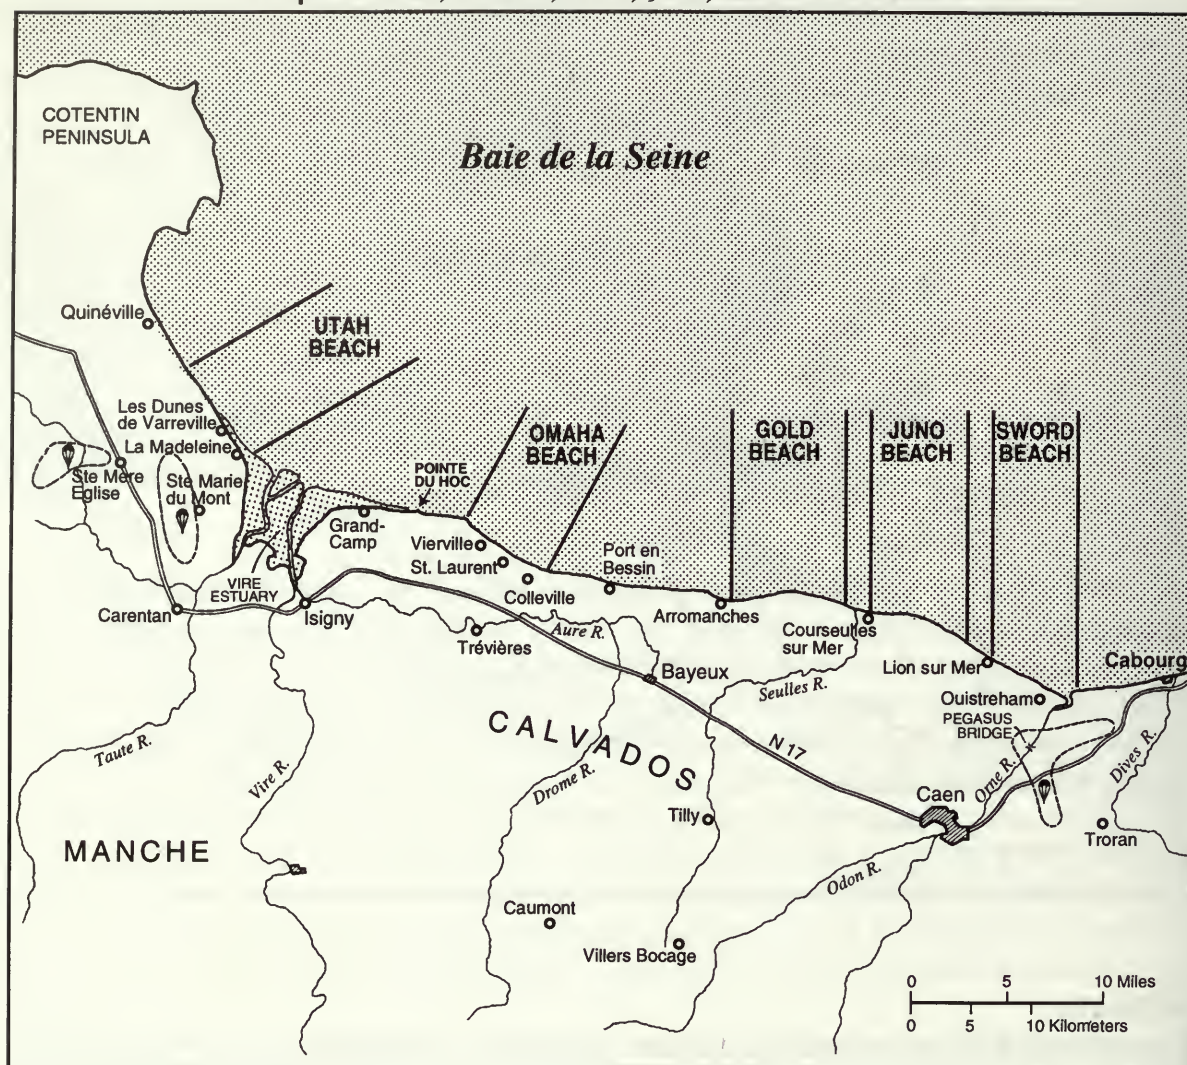 COTENTIN
PENINSULA
Baie de la Seine
Quinéville
UTAH
BEACH
Les Dunes
de Varreville
La Madeleine
Ste Mere
Eglise
Ste Marie
du Mont
POINTE
DU HOC
OMAHA
BEACH
GOLD
BEACH
JUNO
BEACH
SWORD
BEACH
Grand-
Camp
Vierville
St. Laurent
Colleville
Port en
Bessin
VIRE
ESTUARY
Carentan
Isigny
Trévières
Aure R.
Arromanches
Courseulles
sur Mer
Lion sur Mer
Cabourg
Bayeux
Seulles R.
Ouistreham
PEGASUS
BRIDGE
CALVADOS
N 17
Taute R.
Vire R.
Drome R.
Orne R.
Dives R.
Caen
Tilly
Troran
MANCHE
Odon R.
Caumont
Villers Bocage
0 5 10 Miles
0 5 10 Kilometers